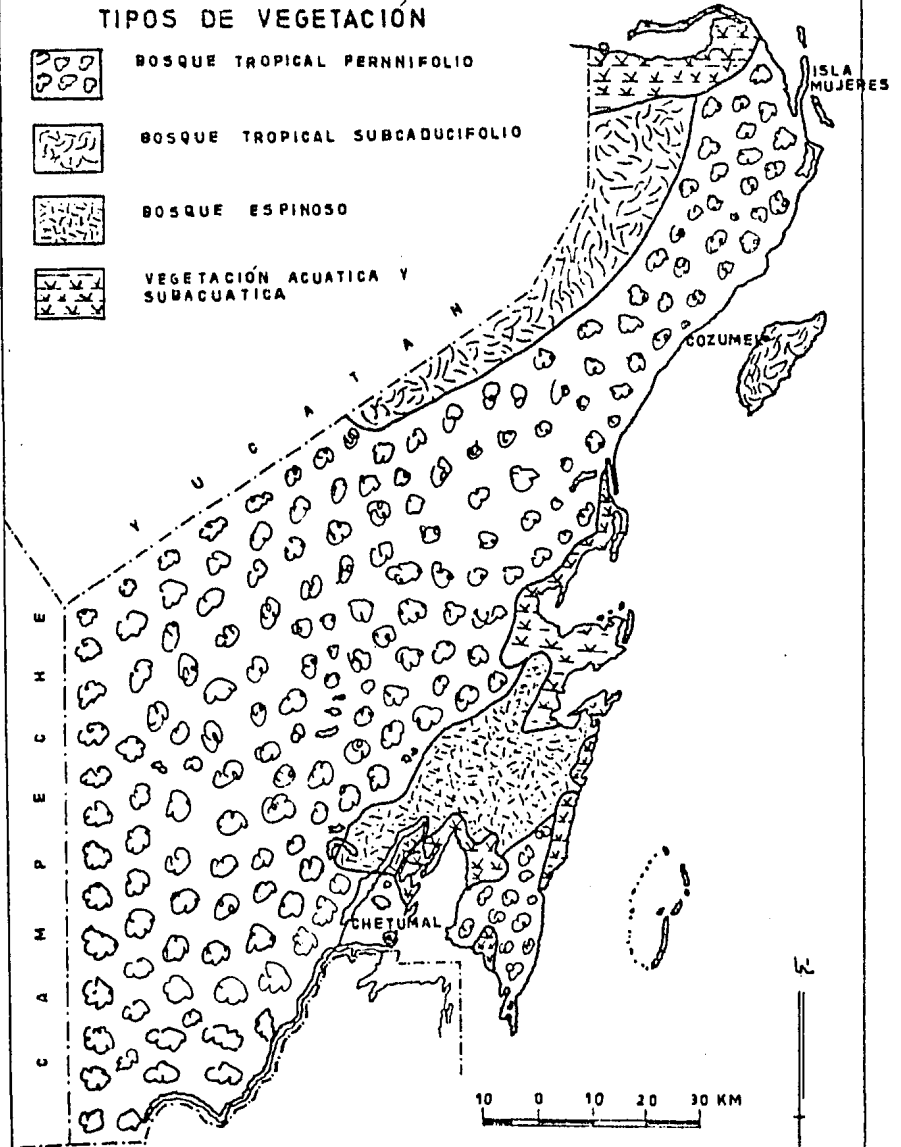 TIPOS DE VEGETACIÓN
BOSQUE TROPICAL PERNNIFOLIO
BOSQUE TROPICAL SUBCADUCIFOLIO
BOSQUE ESPINOSO
VEGETACIÓN ACUATICA Y
SUBACUATICA
ISLA
MUJERES
COZUMEL
YUCATAH
CAMPECHE
CHETUMAL
10 0 10 20 30 KM